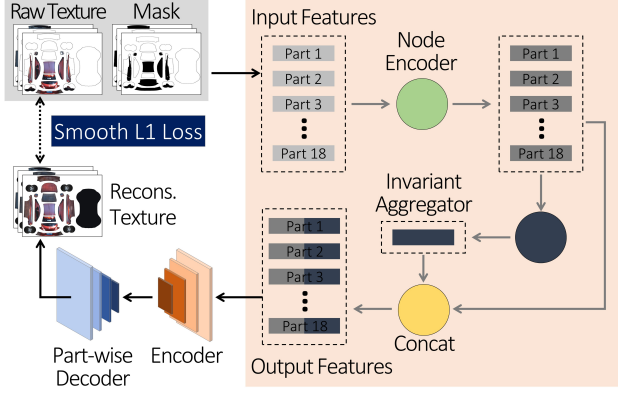 Raw Texture
Mask
Smooth L1 Loss
Recons.
Texture
Part-wise
Decoder
Encoder
Input Features
Part 1
Part 2
Part 3
Part 18
Node
Encoder
Part 1
Part 2
Part 3
Part 18
Invariant
Aggregator
Concat
Part 1
Part 2
Part 3
Part 18
Output Features